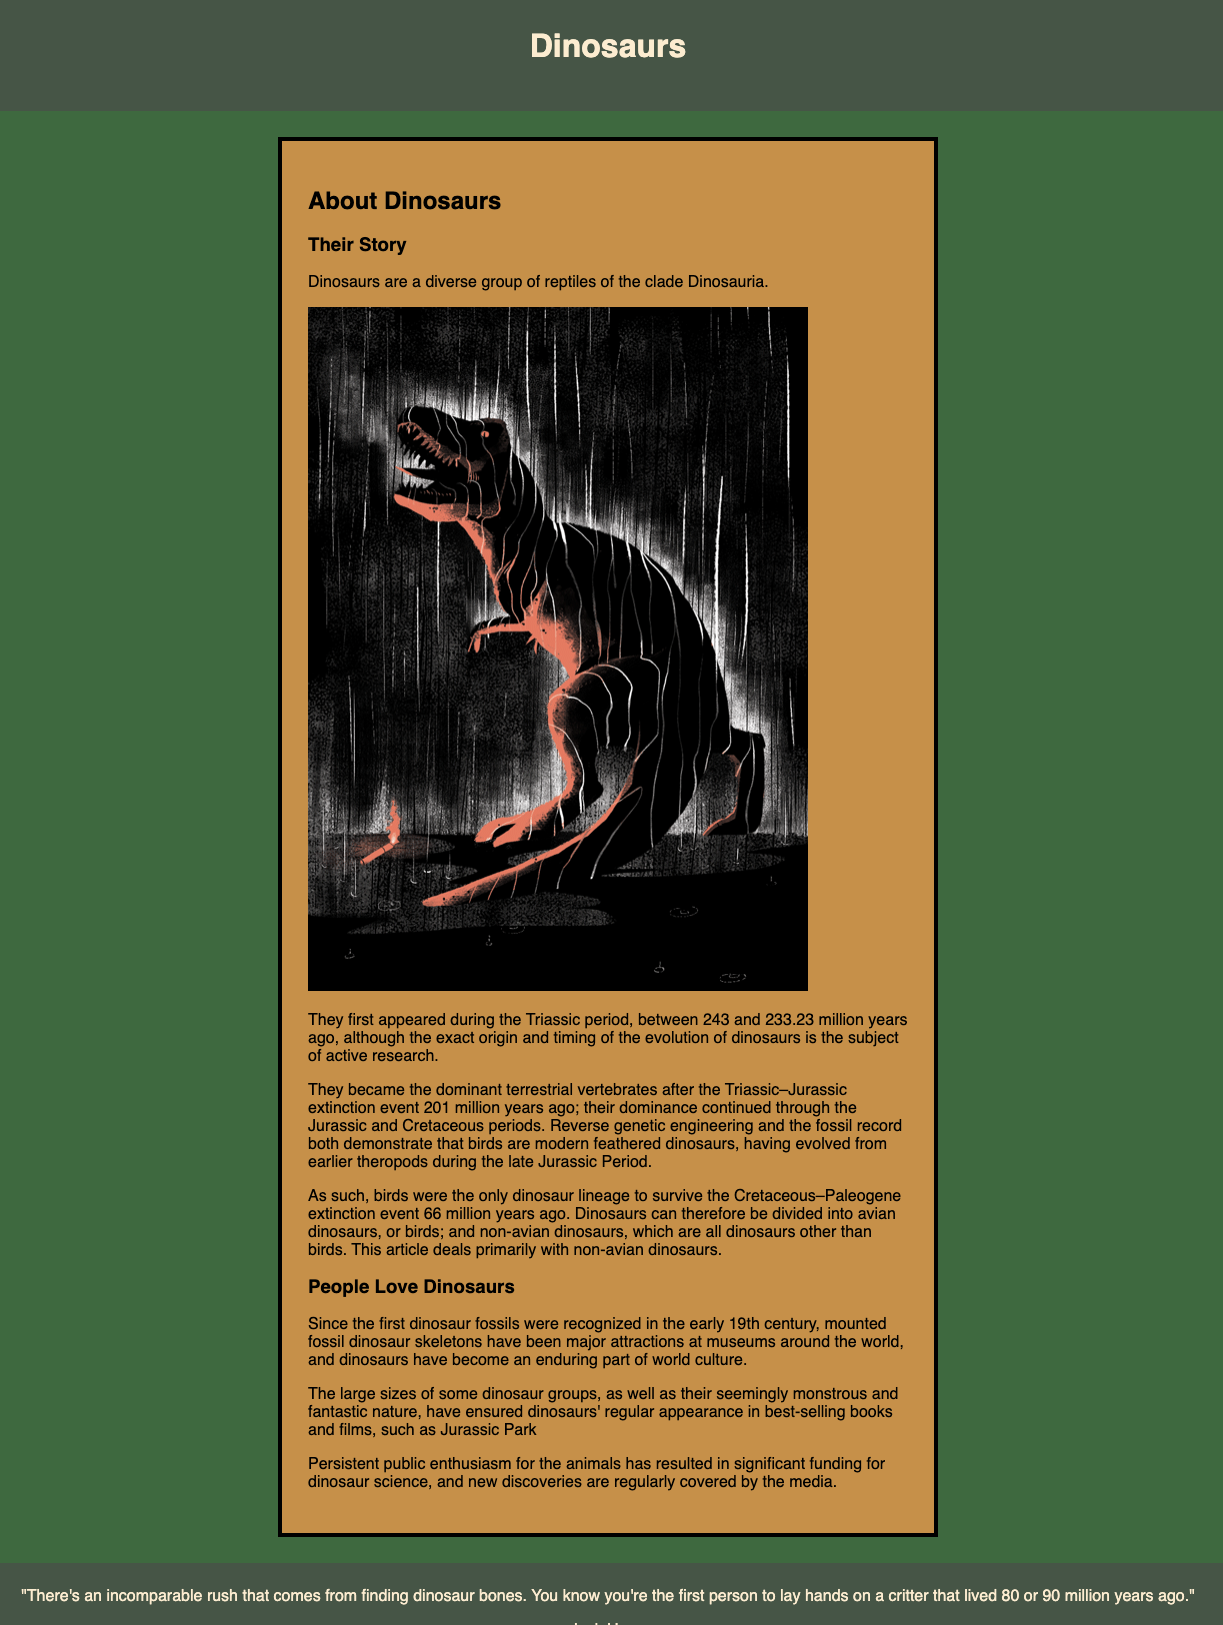 Dinosaurs
About Dinosaurs
Their Story
Dinosaurs are a diverse group of reptiles of the clade Dinosauria.
They first appeared during the Triassic period, between 243 and 233.23 million years
ago, although the exact origin and timing of the evolution of dinosaurs is the subject
of active research.
They became the dominant terrestrial vertebrates after the Triassic–Jurassic
extinction event 201 million years ago; their dominance continued through the
Jurassic and Cretaceous periods. Reverse genetic engineering and the fossil record
both demonstrate that birds are modern feathered dinosaurs, having evolved from
earlier theropods during the late Jurassic Period.
As such, birds were the only dinosaur lineage to survive the Cretaceous–Paleogene
extinction event 66 million years ago. Dinosaurs can therefore be divided into avian
dinosaurs, or birds; and non-avian dinosaurs, which are all dinosaurs other than
birds. This article deals primarily with non-avian dinosaurs.
People Love Dinosaurs
Since the first dinosaur fossils were recognized in the early 19th century, mounted
fossil dinosaur skeletons have been major attractions at museums around the world,
and dinosaurs have become an enduring part of world culture.
The large sizes of some dinosaur groups, as well as their seemingly monstrous and
fantastic nature, have ensured dinosaurs' regular appearance in best-selling books
and films, such as Jurassic Park
Persistent public enthusiasm for the animals has resulted in significant funding for
dinosaur science, and new discoveries are regularly covered by the media.
"There's an incomparable rush that comes from finding dinosaur bones. You know you're the first person to lay hands on a critter that lived 80 or 90 million years ago."